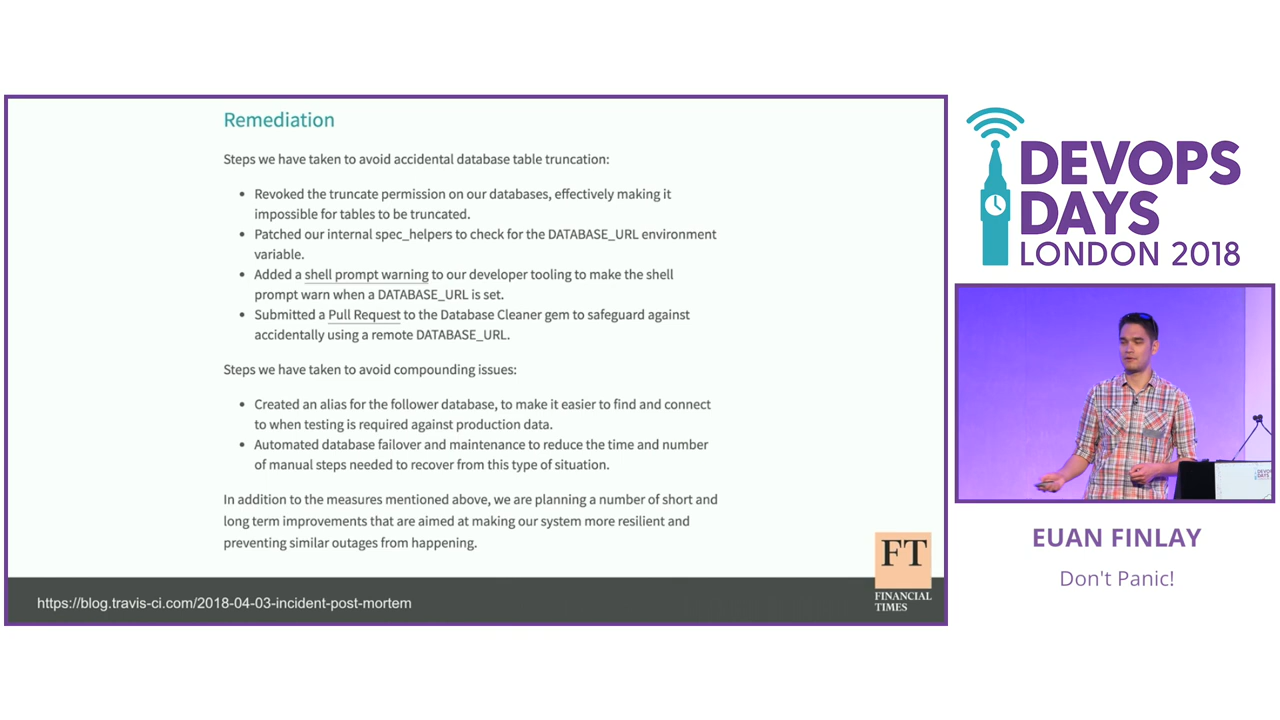 Remediation
Steps we have taken to avoid accidental database table truncation:
• Revoked the truncate permission on our databases, effectively making it
impossible for tables to be truncated.
• Patched our internal spec_helpers to check for the DATABASE_URL environment
variable.
• Added a shell prompt warning to our developer tooling to make the shell
prompt warn when a DATABASE_URL is set.
• Submitted a Pull Request to the Database Cleaner gem to safeguard against
accidentally using a remote DATABASE_URL.
Steps we have taken to avoid compounding issues:
• Created an alias for the follower database, to make it easier to find and connect
to when testing is required against production data.
• Automated database failover and maintenance to reduce the time and number
of manual steps needed to recover from this type of situation.
In addition to the measures mentioned above, we are planning a number of short and
long term improvements that are aimed at making our system more resilient and
preventing similar outages from happening.
https://blog.travis-ci.com/2018-04-03-incident-post-mortem
FT
FINANCIAL
TIMES
DEVOPS
DAYS
LONDON 2018
EUAN FINLAY
Don't Panic!